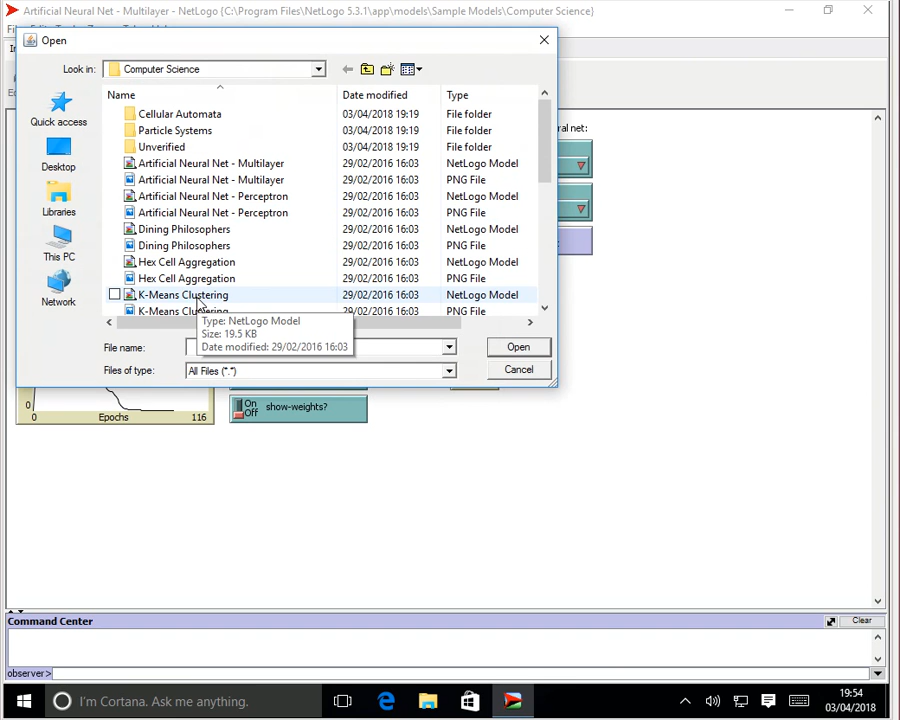 Artificial Neural Net - Multilayer - NetLogo {C:\Program Files\NetLogo 5.3.1\app\models\Sample Models\Computer Science}
Open
Look in: Computer Science
Name Date modified Type
Cellular Automata 03/04/2018 19:19 File folder
Particle Systems 03/04/2018 19:19 File folder
Unverified 03/04/2018 19:19 File folder
Artificial Neural Net - Multilayer 29/02/2016 16:03 NetLogo Model
Artificial Neural Net - Multilayer 29/02/2016 16:03 PNG File
Artificial Neural Net - Perceptron 29/02/2016 16:03 NetLogo Model
Artificial Neural Net - Perceptron 29/02/2016 16:03 PNG File
Dining Philosophers 29/02/2016 16:03 NetLogo Model
Dining Philosophers 29/02/2016 16:03 PNG File
Hex Cell Aggregation 29/02/2016 16:03 NetLogo Model
Hex Cell Aggregation 29/02/2016 16:03 PNG File
K-Means Clustering 29/02/2016 16:03 NetLogo Model
K-Means Clustering 29/02/2016 16:03 PNG File
Quick access
Desktop
Libraries
This PC
Network
Type: NetLogo Model
Size: 19.5 KB
Date modified: 29/02/2016 16:03
File name: Open
Files of type: All Files (*.*) Cancel
al net:
0
0 Epochs 116
On
Off show-weights?
Command Center Clear
observer>
I'm Cortana. Ask me anything.
19:54
03/04/2018